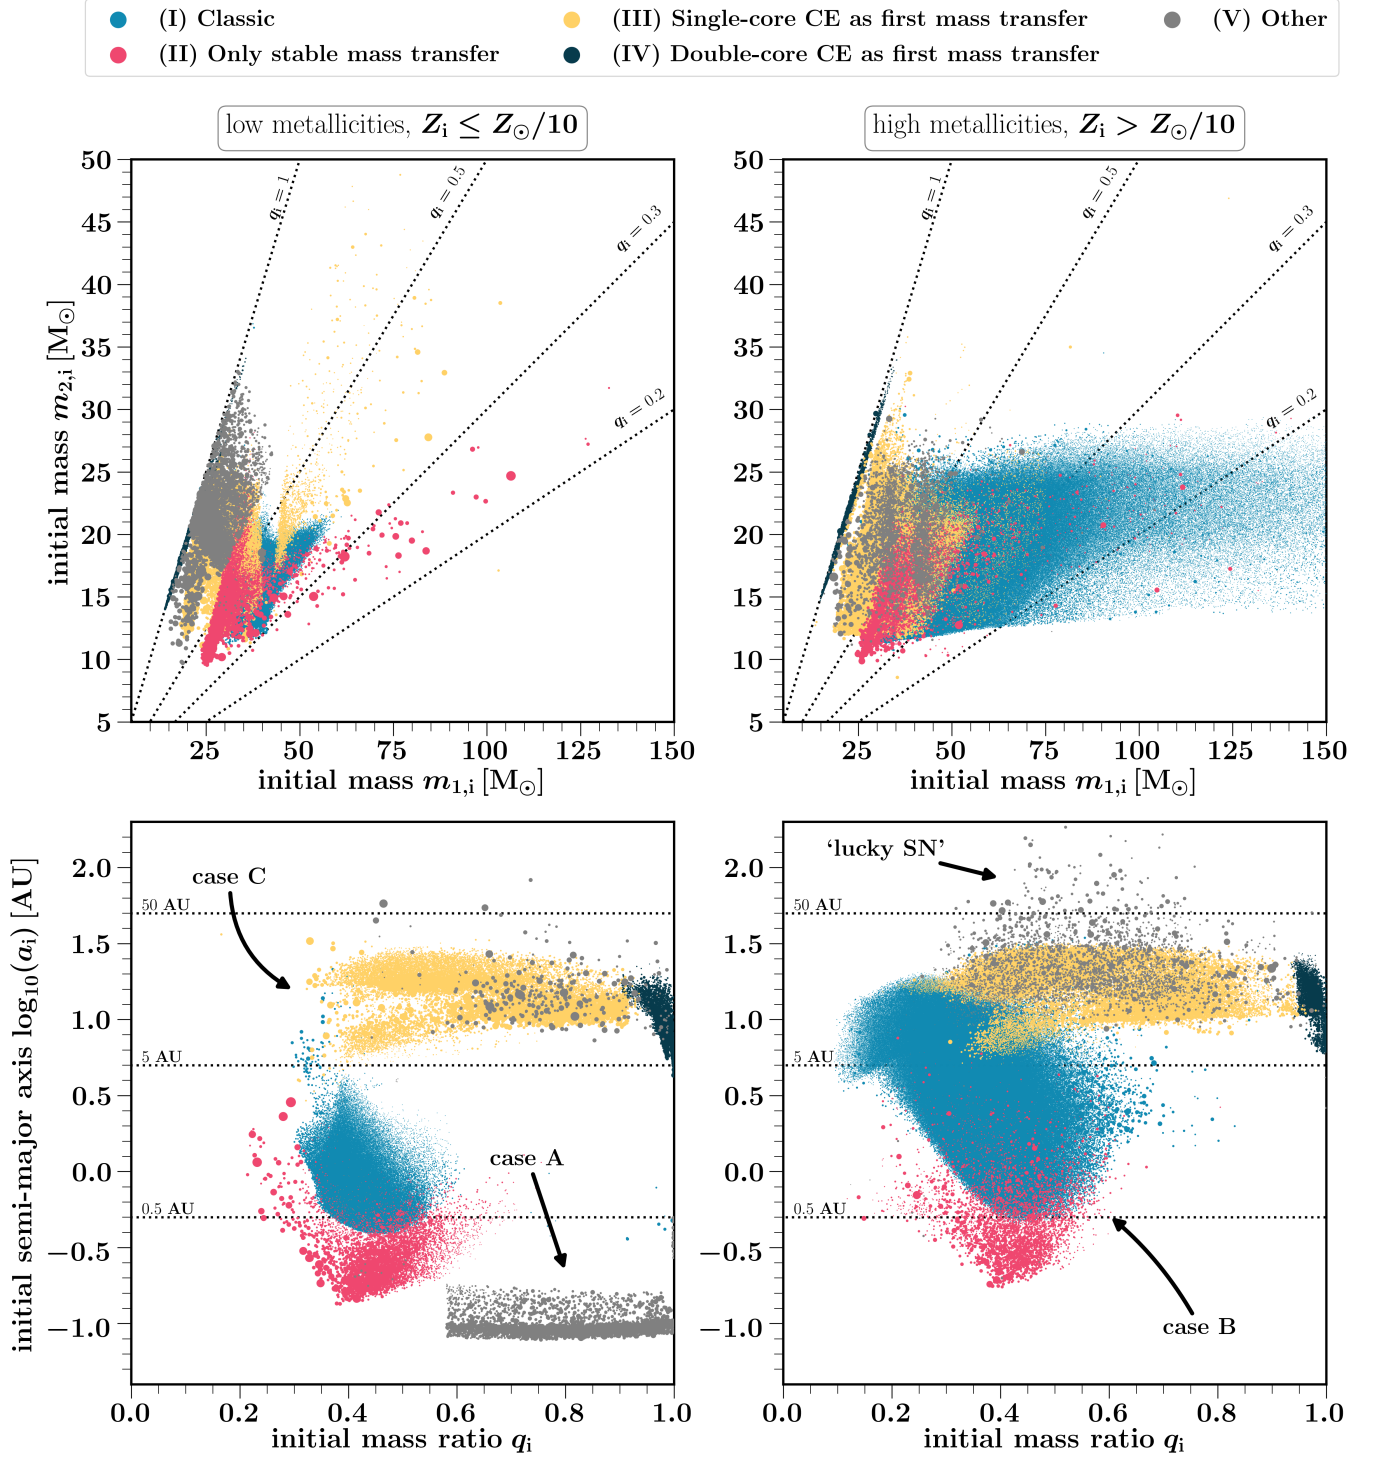 (I) Classic
(III) Single-core CE as first mass transfer
(V) Other
(II) Only stable mass transfer
(IV) Double-core CE as first mass transfer
low metallicities, Zᵢ ≤ Z⊙/10
high metallicities, Zᵢ > Z⊙/10
initial mass m₂,ᵢ [M⊙]
50
45
40
35
30
25
20
15
10
5
qᵢ = 1
qᵢ = 0.5
qᵢ = 0.3
qᵢ = 0.2
25 50 75 100 125 150
initial mass m₁,ᵢ [M⊙]
50
45
40
35
30
25
20
15
10
5
qᵢ = 1
qᵢ = 0.5
qᵢ = 0.3
qᵢ = 0.2
25 50 75 100 125 150
initial mass m₁,ᵢ [M⊙]
initial semi-major axis log₁₀(aᵢ) [AU]
2.0
1.5
1.0
0.5
0.0
−0.5
−1.0
case C
50 AU
5 AU
case A
0.5 AU
0.0 0.2 0.4 0.6 0.8 1.0
initial mass ratio qᵢ
2.0
1.5
1.0
0.5
0.0
−0.5
−1.0
‘lucky SN’
50 AU
5 AU
0.5 AU
case B
0.0 0.2 0.4 0.6 0.8 1.0
initial mass ratio qᵢ